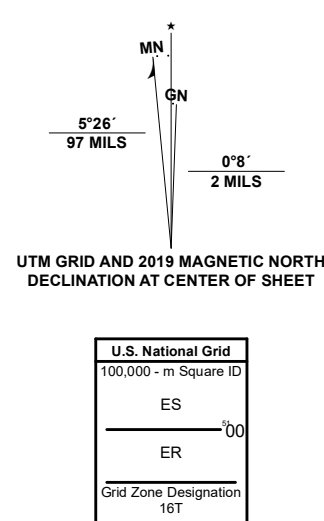 ★
MN
GN
5°26´
97 MILS
0°8´
2 MILS
UTM GRID AND 2019 MAGNETIC NORTH
DECLINATION AT CENTER OF SHEET
U.S. National Grid
100,000 - m Square ID
ES
⁵¹00
ER
Grid Zone Designation
16T